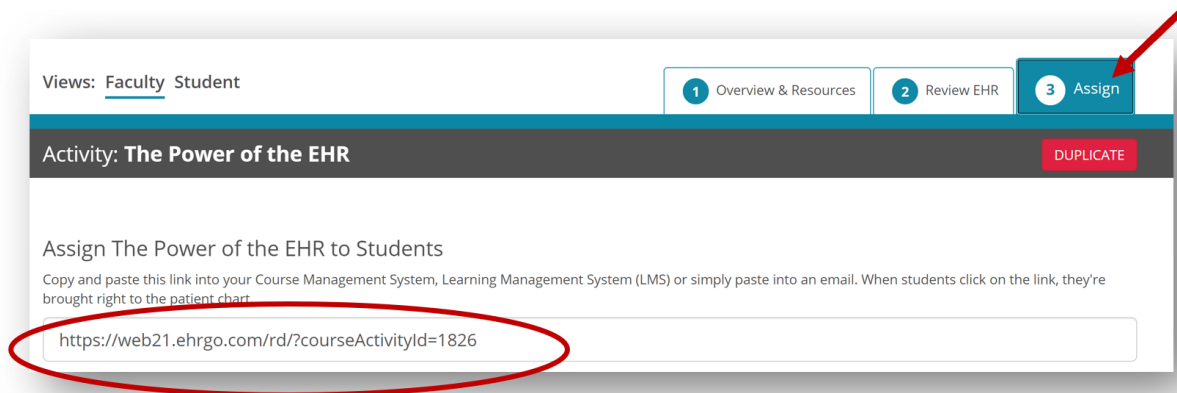 Views: Faculty Student
1 Overview & Resources
2 Review EHR
3 Assign
Activity: The Power of the EHR
DUPLICATE
Assign The Power of the EHR to Students
Copy and paste this link into your Course Management System, Learning Management System (LMS) or simply paste into an email. When students click on the link, they're
brought right to the patient chart
https://web21.ehrgo.com/rd/?courseActivityId=1826